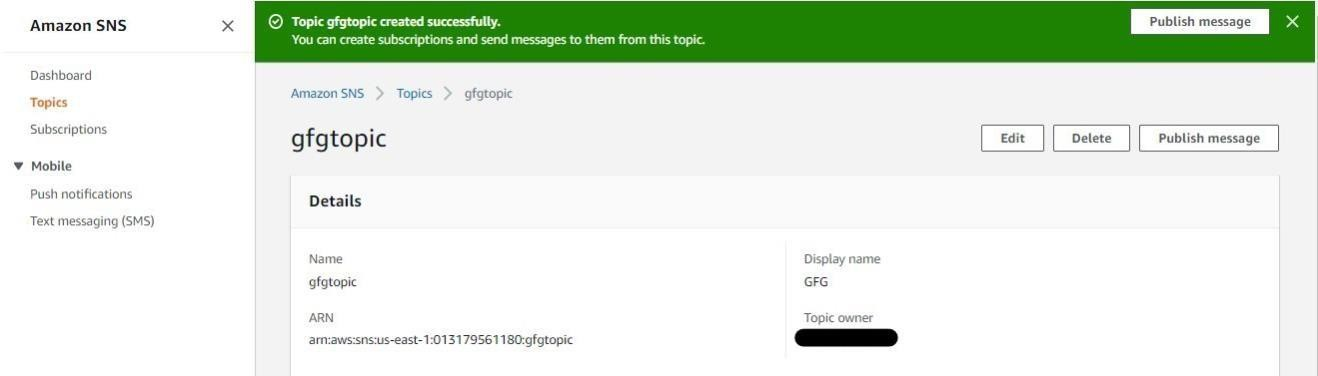 Amazon SNS
Dashboard
Topics
Subscriptions
Mobile
Push notifications
Text messaging (SMS)
Topic gfgtopic created successfully.
You can create subscriptions and send messages to them from this topic.
Publish message
Amazon SNS > Topics > gfgtopic
gfgtopic
Edit Delete Publish message
Details
Name
gfgtopic
ARN
arn:aws:sns:us-east-1:013179561180:gfgtopic
Display name
GFG
Topic owner